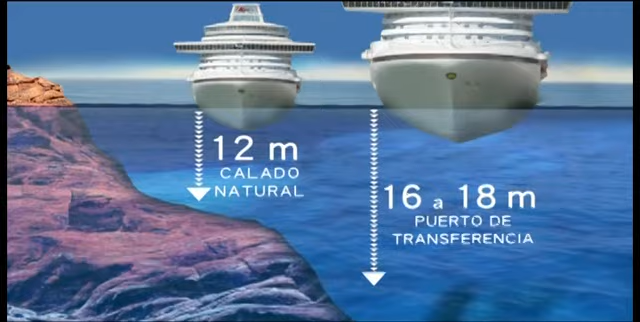 12 m
CALADO
NATURAL
16 a 18 m
PUERTO DE
TRANSFERENCIA